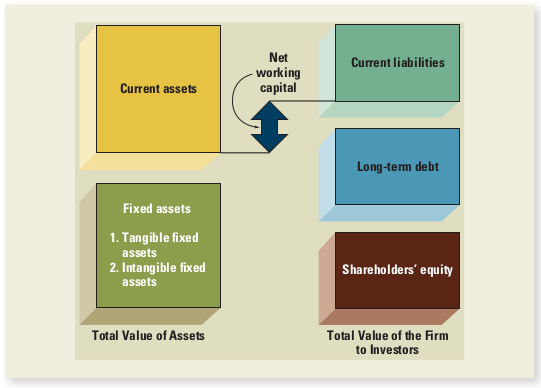 Current assets
Net
working
capital
Current liabilities
Long-term debt
Fixed assets
1. Tangible fixed
assets
2. Intangible fixed
assets
Shareholders' equity
Total Value of Assets
Total Value of the Firm
to Investors